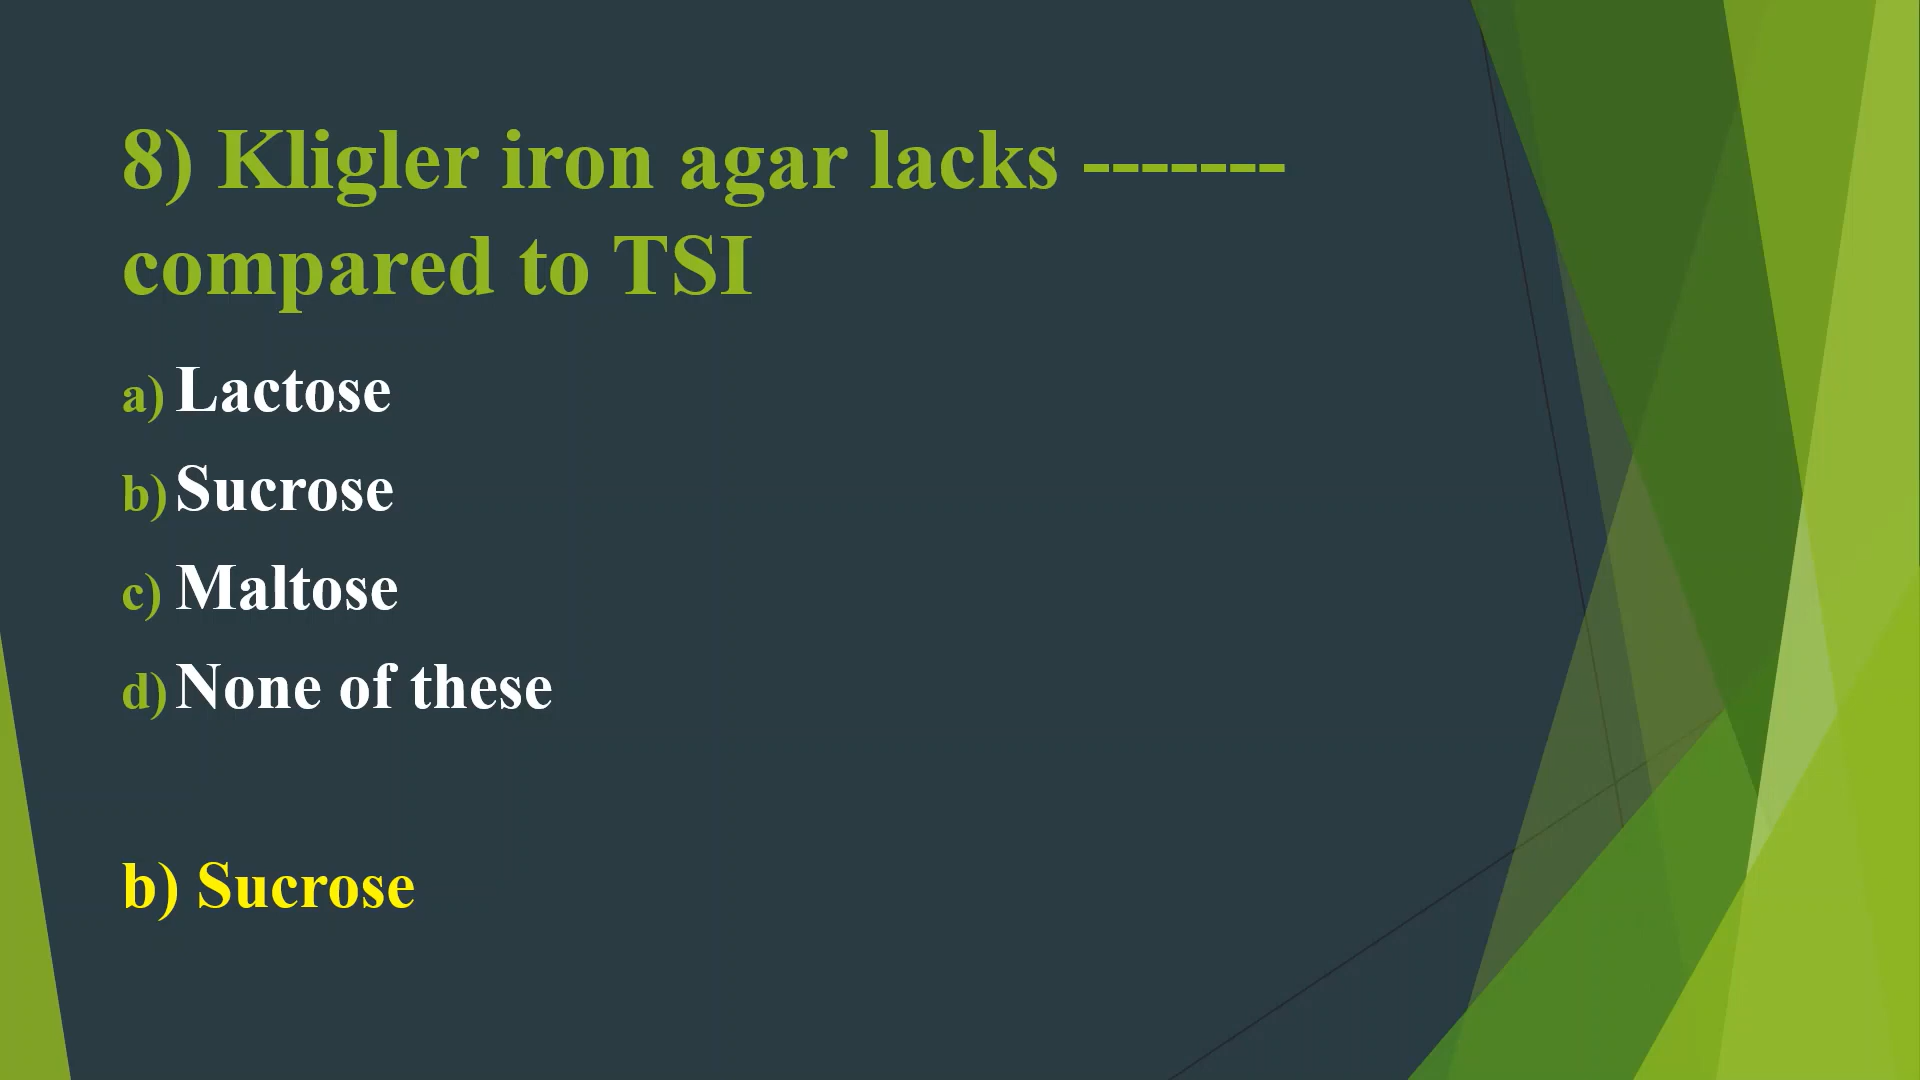 8) Kligler iron agar lacks -------
compared to TSI
a) Lactose
b) Sucrose
c) Maltose
d) None of these
b) Sucrose